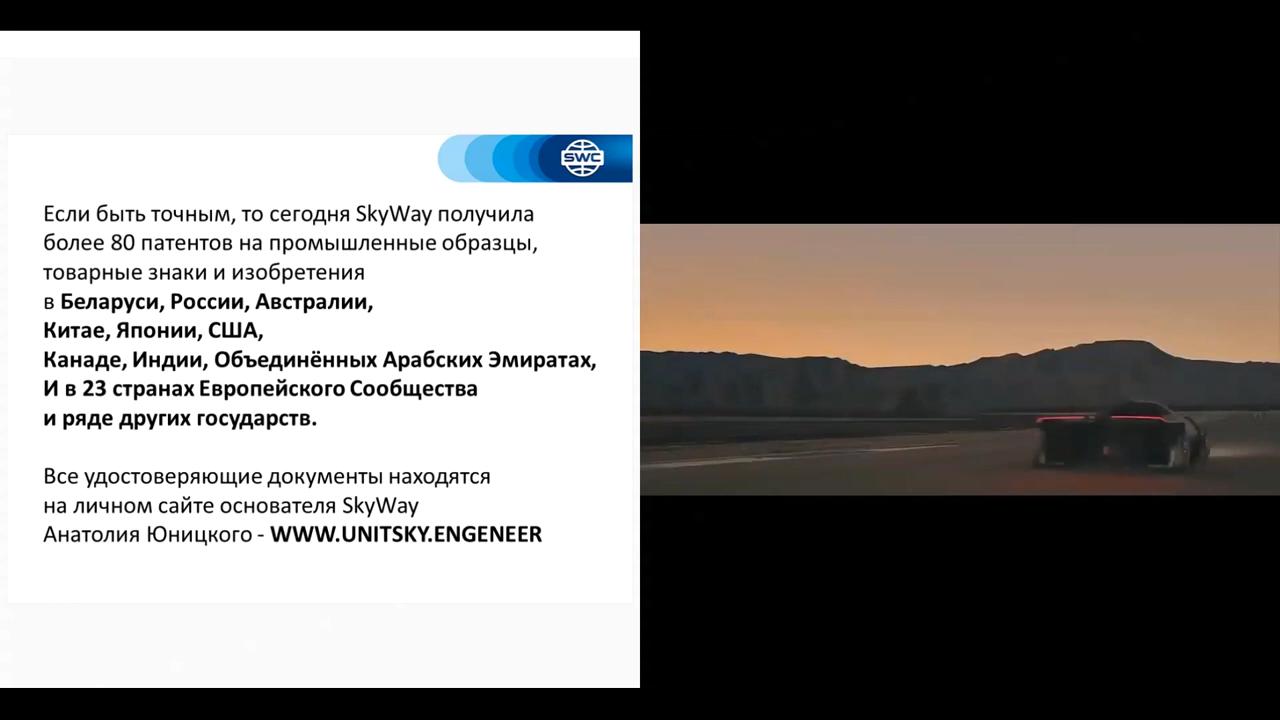 SWC
Если быть точным, то сегодня SkyWay получила
более 80 патентов на промышленные образцы,
товарные знаки и изобретения
в Беларуси, России, Австралии,
Китае, Японии, США,
Канаде, Индии, Объединённых Арабских Эмиратах,
И в 23 странах Европейского Сообщества
и ряде других государств.
Все удостоверяющие документы находятся
на личном сайте основателя SkyWay
Анатолия Юницкого - WWW.UNITSKY.ENGENEER